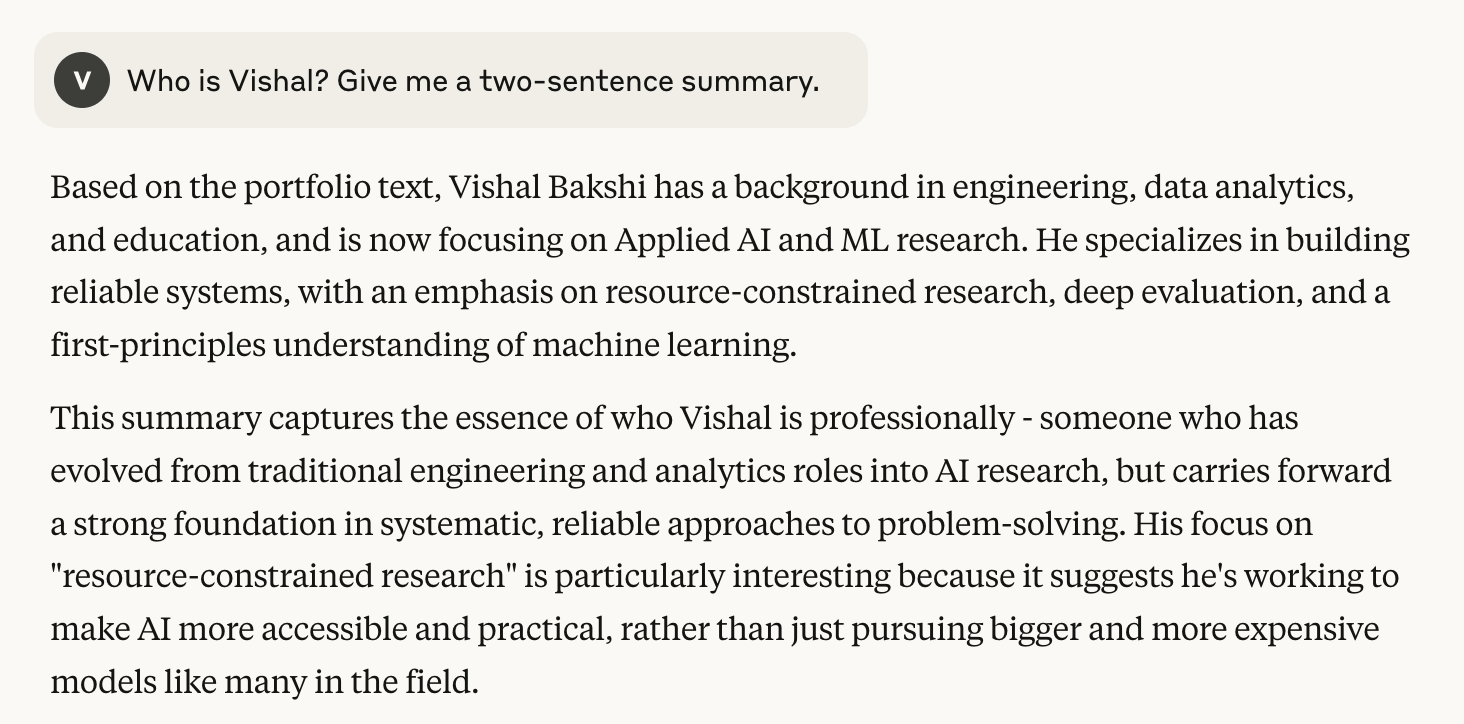 V
Who is Vishal? Give me a two-sentence summary.
Based on the portfolio text, Vishal Bakshi has a background in engineering, data analytics,
and education, and is now focusing on Applied AI and ML research. He specializes in building
reliable systems, with an emphasis on resource-constrained research, deep evaluation, and a
first-principles understanding of machine learning.
This summary captures the essence of who Vishal is professionally - someone who has
evolved from traditional engineering and analytics roles into AI research, but carries forward
a strong foundation in systematic, reliable approaches to problem-solving. His focus on
"resource-constrained research" is particularly interesting because it suggests he's working to
make AI more accessible and practical, rather than just pursuing bigger and more expensive
models like many in the field.